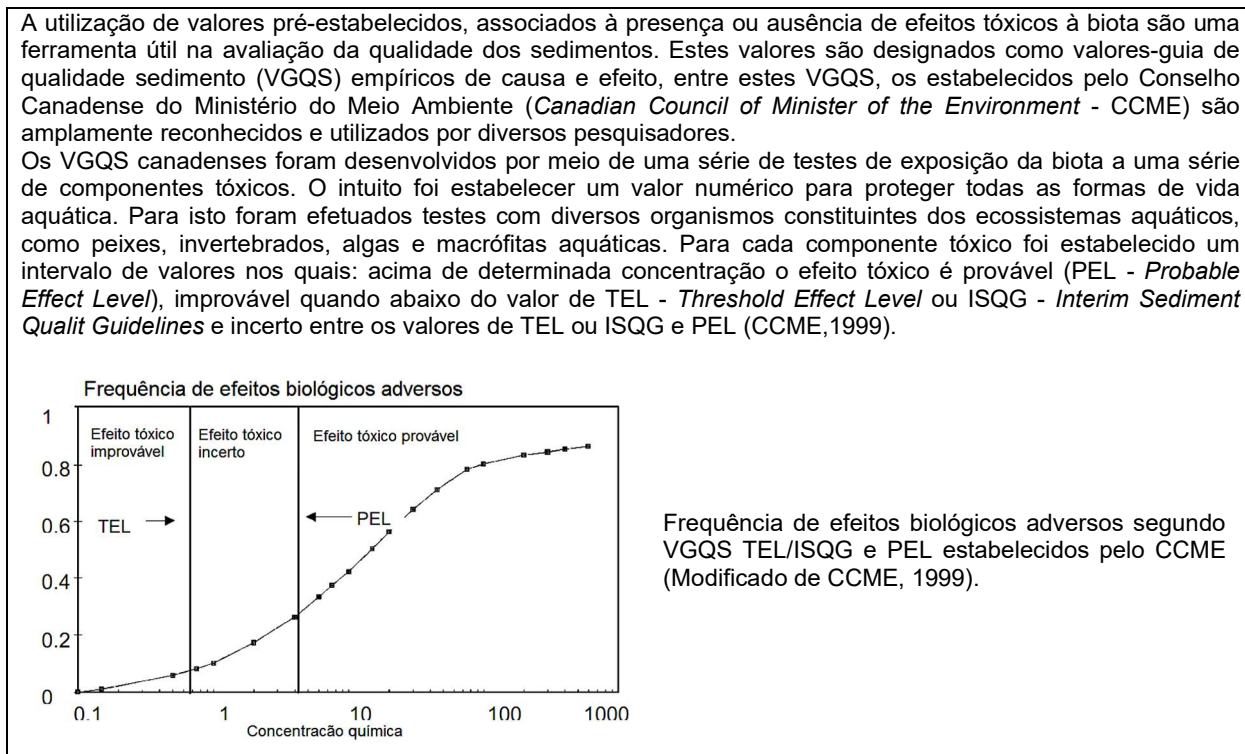 A utilização de valores pré-estabelecidos, associados à presença ou ausência de efeitos tóxicos à biota são uma
ferramenta útil na avaliação da qualidade dos sedimentos. Estes valores são designados como valores-guia de
qualidade sedimento (VGQS) empíricos de causa e efeito, entre estes VGQS, os estabelecidos pelo Conselho
Canadense do Ministério do Meio Ambiente (Canadian Council of Minister of the Environment - CCME) são
amplamente reconhecidos e utilizados por diversos pesquisadores.
Os VGQS canadenses foram desenvolvidos por meio de uma série de testes de exposição da biota a uma série
de componentes tóxicos. O intuito foi estabelecer um valor numérico para proteger todas as formas de vida
aquática. Para isto foram efetuados testes com diversos organismos constituintes dos ecossistemas aquáticos,
como peixes, invertebrados, algas e macrófitas aquáticas. Para cada componente tóxico foi estabelecido um
intervalo de valores nos quais: acima de determinada concentração o efeito tóxico é provável (PEL - Probable
Effect Level), improvável quando abaixo do valor de TEL - Threshold Effect Level ou ISQG - Interim Sediment
Qualit Guidelines e incerto entre os valores de TEL ou ISQG e PEL (CCME,1999).
Frequência de efeitos biológicos adversos
1
Efeito tóxico
improvável
Efeito tóxico
incerto
Efeito tóxico provável
0.8
0.6
TEL
PEL
0.4
0.2
0
0.1
1
10
100
1000
Concentracão química
Frequência de efeitos biológicos adversos segundo
VGQS TEL/ISQG e PEL estabelecidos pelo CCME
(Modificado de CCME, 1999).